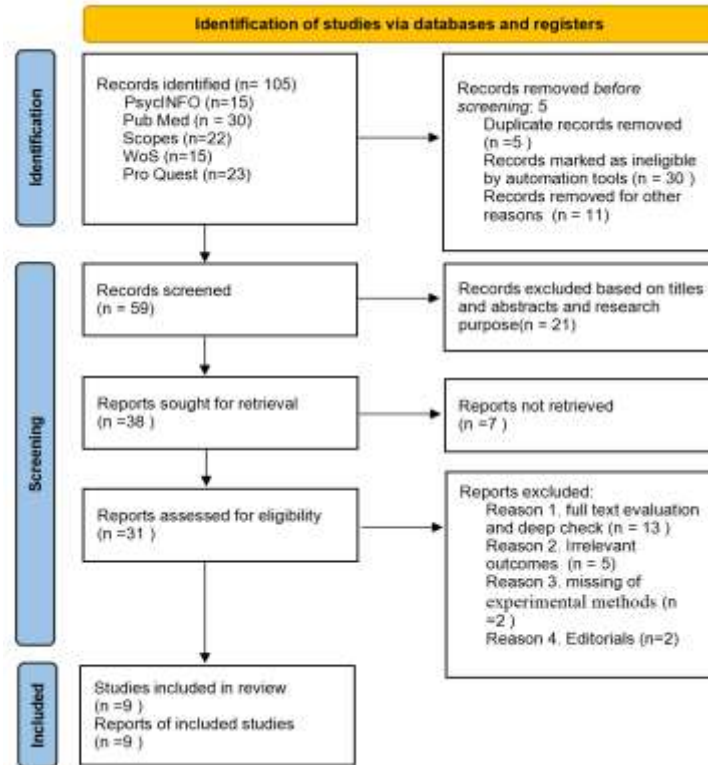 Identification of studies via databases and registers
Identification
Records identified (n= 105)
PsycINFO (n=15)
Pub Med (n = 30)
Scopes (n=22)
WoS (n=15)
Pro Quest (n=23)
Records removed before
screening: 5
Duplicate records removed
(n =5 )
Records marked as ineligible
by automation tools (n = 30 )
Records removed for other
reasons (n = 11)
Screening
Records screened
(n = 59)
Records excluded based on titles
and abstracts and research
purpose(n = 21)
Reports sought for retrieval
(n =38 )
Reports not retrieved
(n =7 )
Reports assessed for eligibility
(n =31 )
Reports excluded:
Reason 1. full text evaluation
and deep check (n = 13 )
Reason 2. Irrelevant
outcomes (n = 5)
Reason 3. missing of
experimental methods (n
=2 )
Reason 4. Editorials (n=2)
Included
Studies included in review
(n =9 )
Reports of included studies
(n =9 )